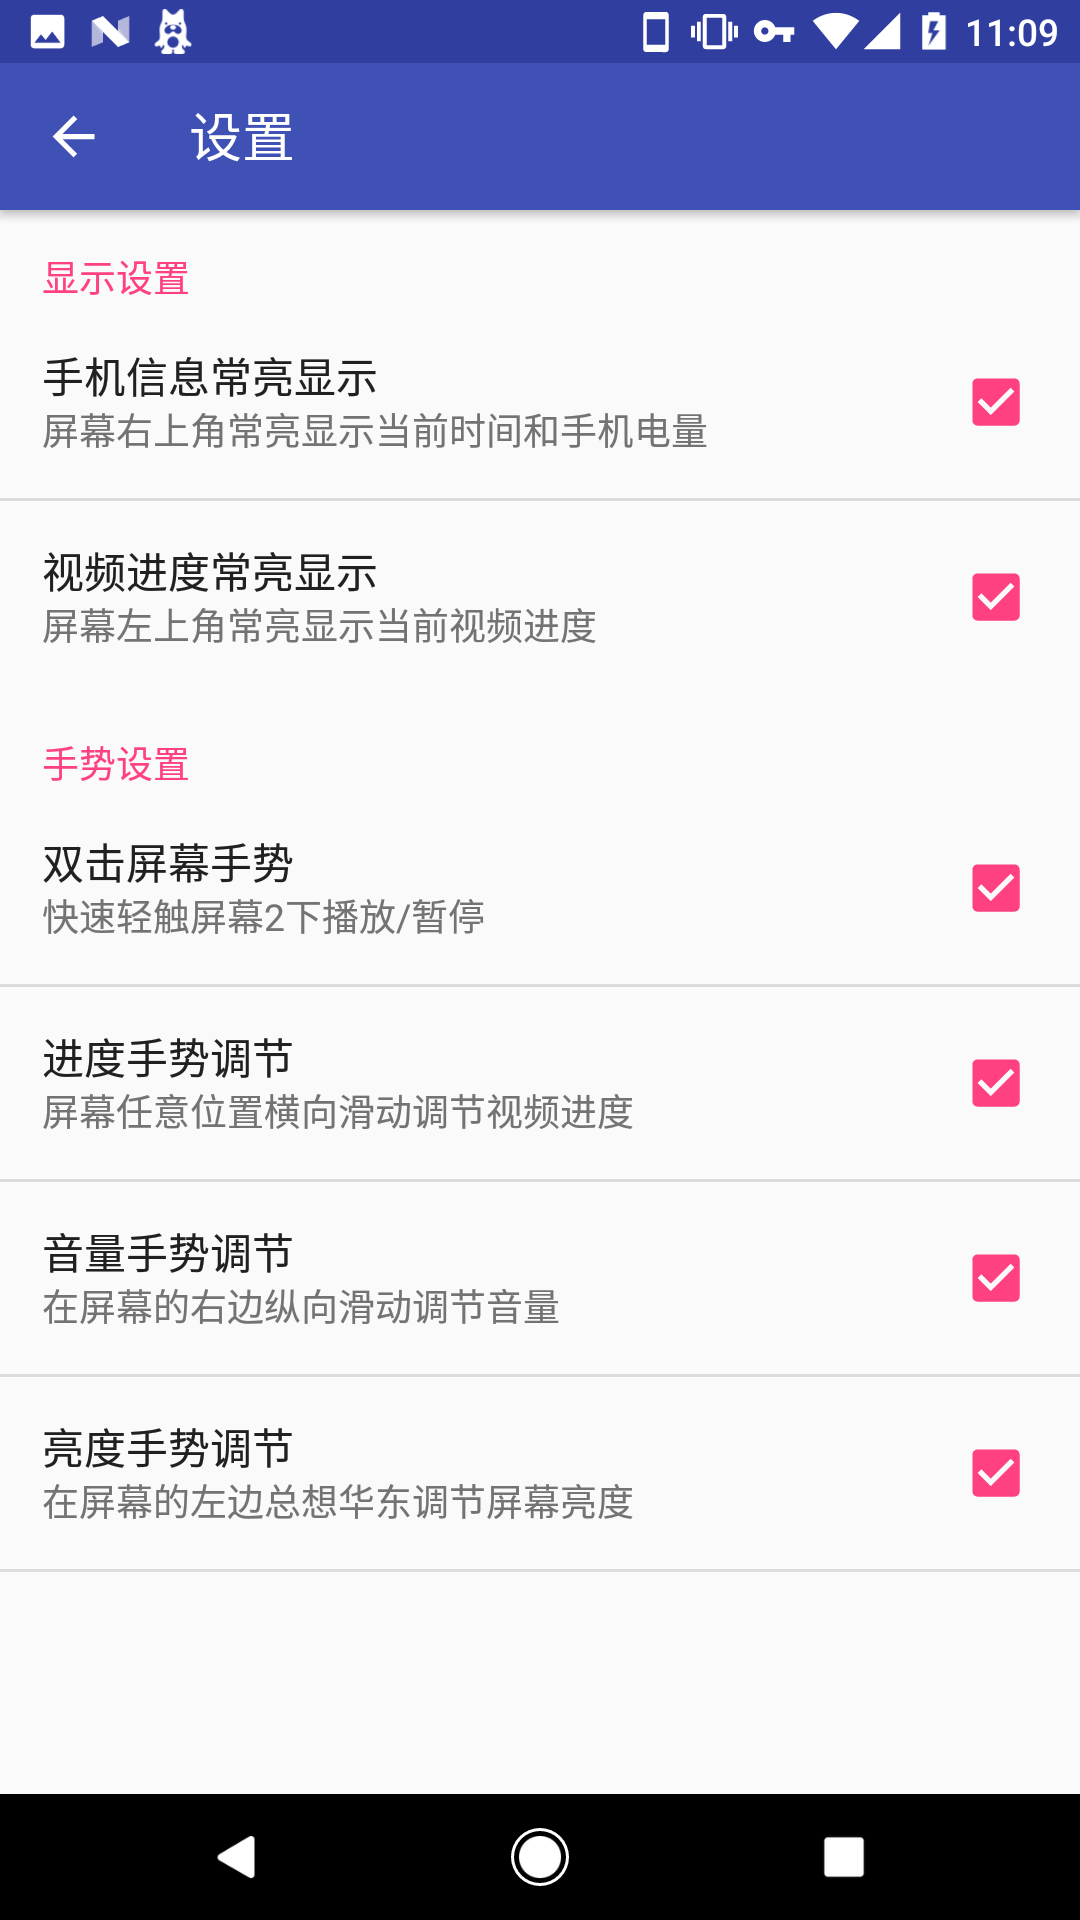 11:09
设置
显示设置
手机信息常亮显示
屏幕右上角常亮显示当前时间和手机电量
视频进度常亮显示
屏幕左上角常亮显示当前视频进度
手势设置
双击屏幕手势
快速轻触屏幕2下播放/暂停
进度手势调节
屏幕任意位置横向滑动调节视频进度
音量手势调节
在屏幕的右边纵向滑动调节音量
亮度手势调节
在屏幕的左边总想华东调节屏幕亮度